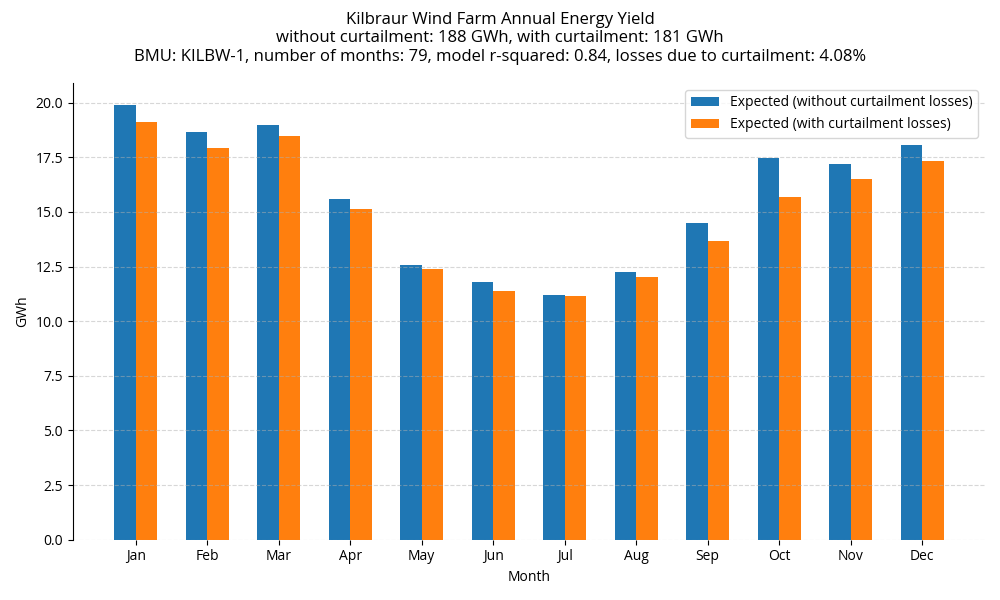 Kilbraur Wind Farm Annual Energy Yield
without curtailment: 188 GWh, with curtailment: 181 GWh
BMU: KILBW-1, number of months: 79, model r-squared: 0.84, losses due to curtailment: 4.08%
Expected (without curtailment losses)
Expected (with curtailment losses)
GWh
20.0
17.5
15.0
12.5
10.0
7.5
5.0
2.5
0.0
Jan Feb Mar Apr May Jun Jul Aug Sep Oct Nov Dec
Month